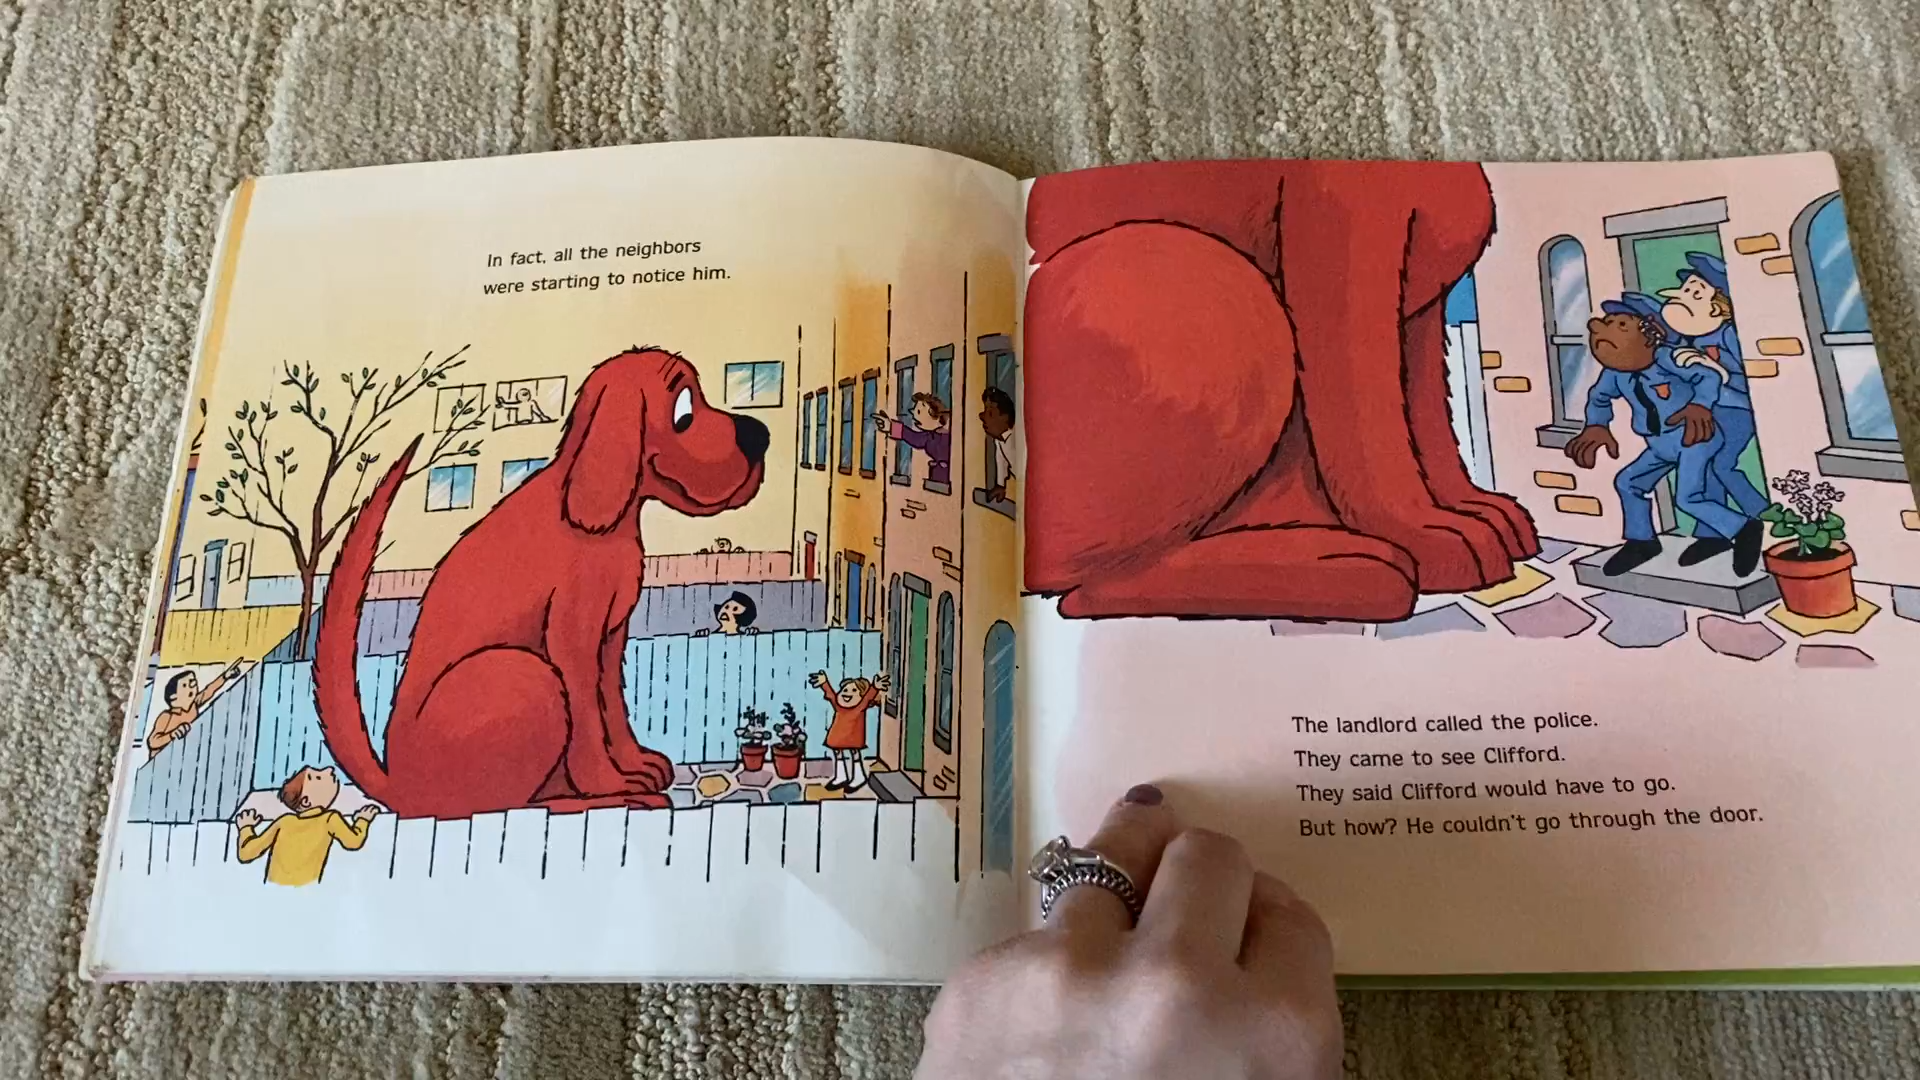 In fact, all the neighbors
were starting to notice him.
The landlord called the police.
They came to see Clifford.
They said Clifford would have to go.
But how? He couldn't go through the door.